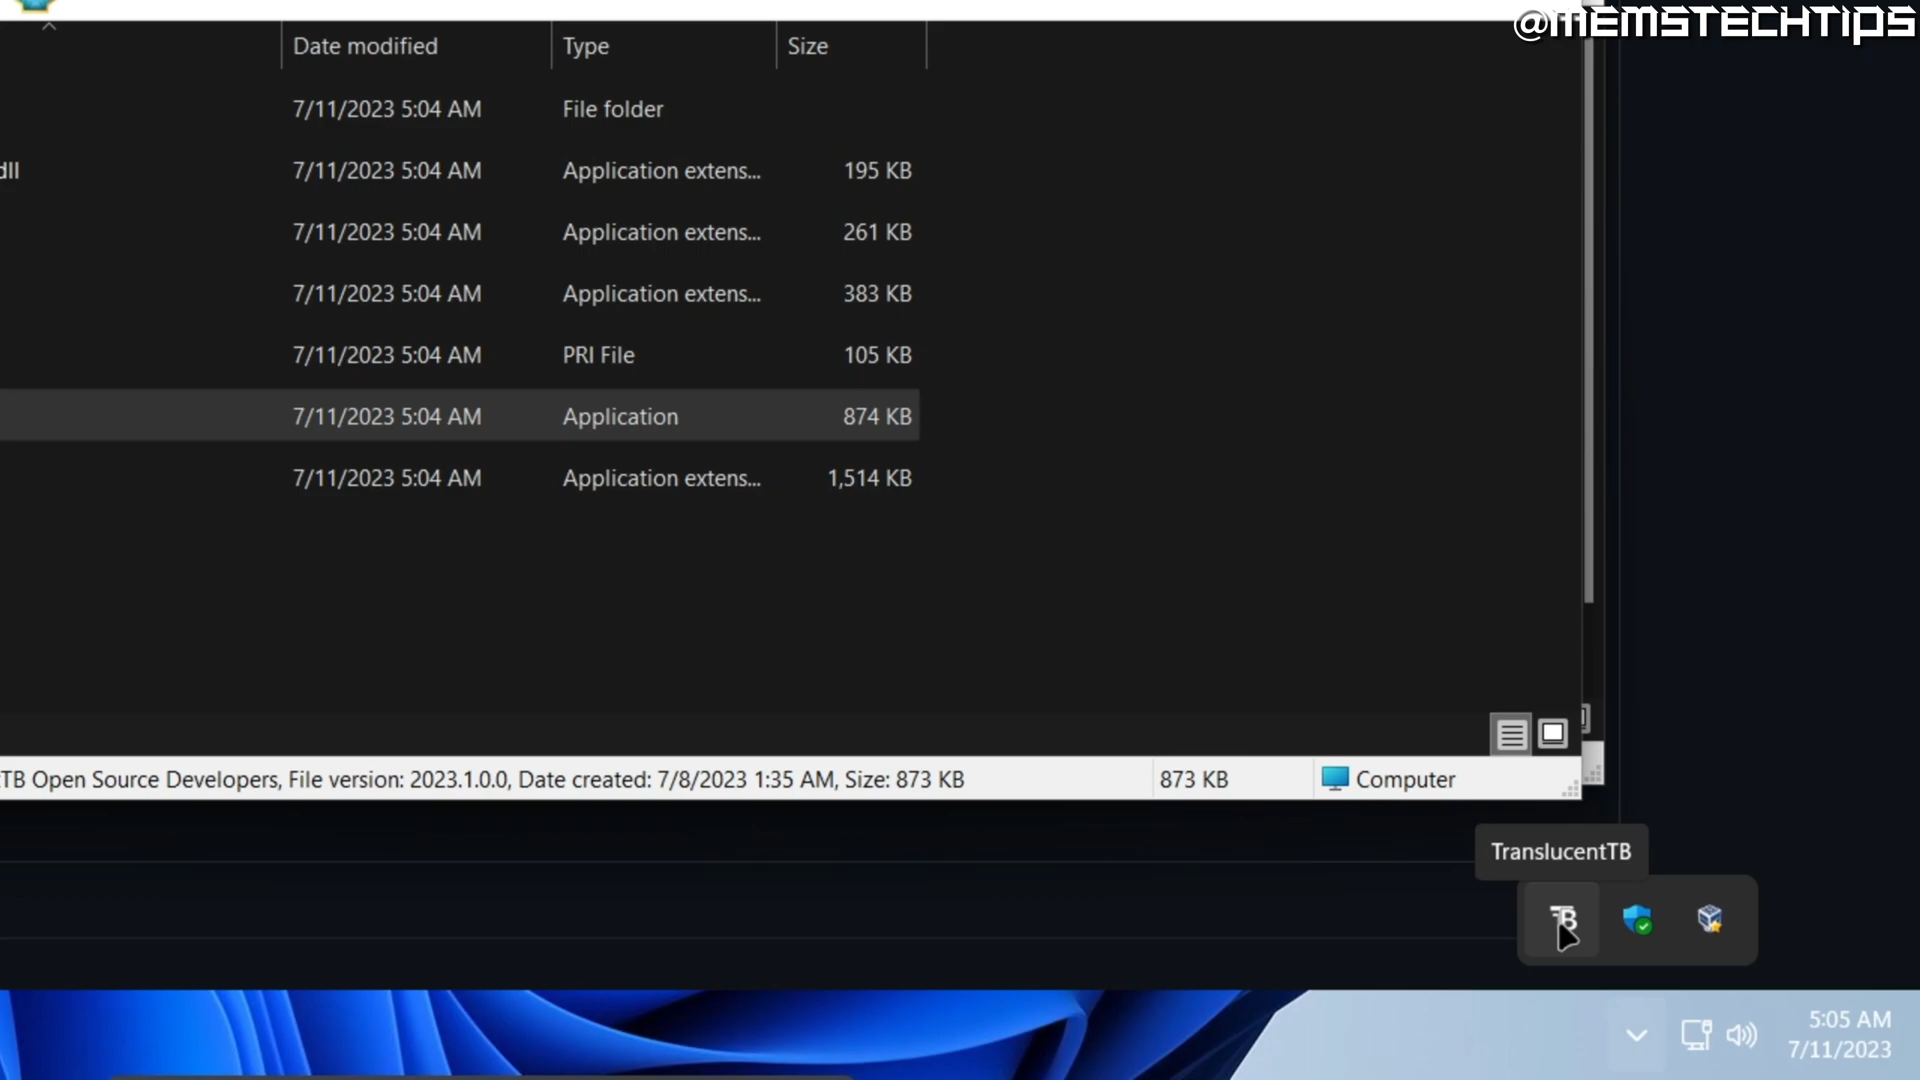 @MEMSTECHTIPS
Date modified Type Size
7/11/2023 5:04 AM File folder
dll 7/11/2023 5:04 AM Application extens... 195 KB
7/11/2023 5:04 AM Application extens... 261 KB
7/11/2023 5:04 AM Application extens... 383 KB
7/11/2023 5:04 AM PRI File 105 KB
7/11/2023 5:04 AM Application 874 KB
7/11/2023 5:04 AM Application extens... 1,514 KB
tTB Open Source Developers, File version: 2023.1.0.0, Date created: 7/8/2023 1:35 AM, Size: 873 KB 873 KB Computer
TranslucentTB
TB
5:05 AM
7/11/2023